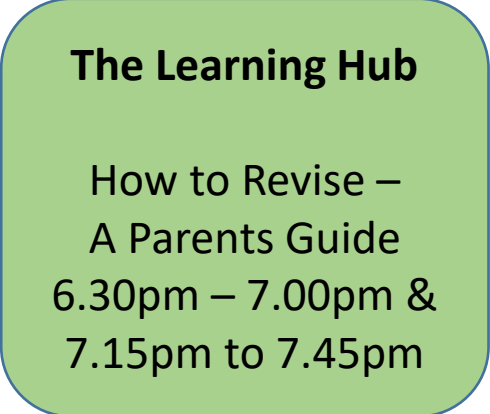 The Learning Hub
How to Revise –
A Parents Guide
6.30pm – 7.00pm &
7.15pm to 7.45pm